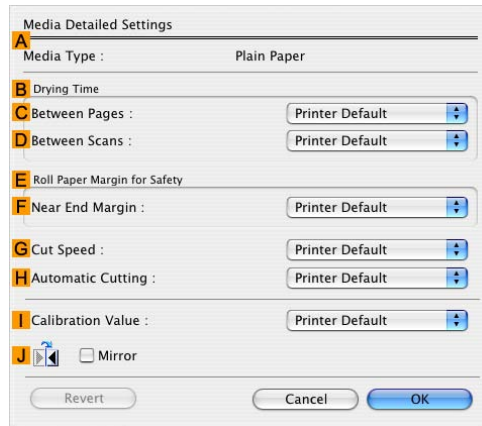 Media Detailed Settings
A
Media Type : Plain Paper
B Drying Time
C Between Pages : Printer Default
D Between Scans : Printer Default
E Roll Paper Margin for Safety
F Near End Margin : Printer Default
G Cut Speed : Printer Default
H Automatic Cutting : Printer Default
I Calibration Value : Printer Default
J Mirror
Revert Cancel OK